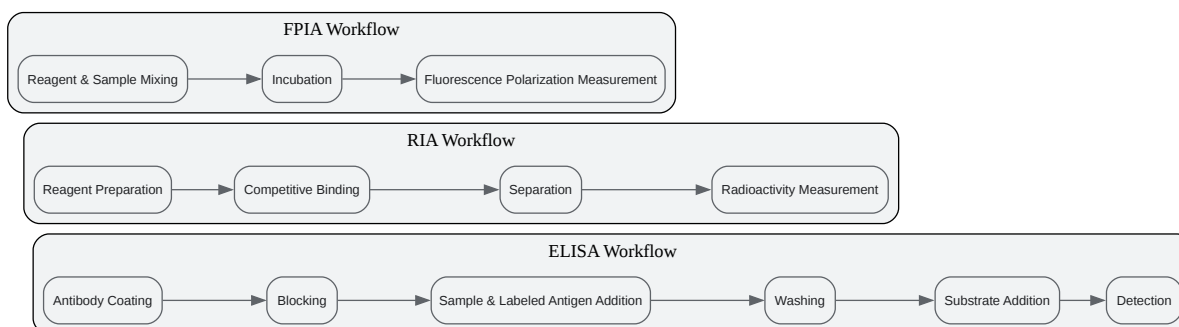 FPIA Workflow
Reagent & Sample Mixing
Incubation
Fluorescence Polarization Measurement
RIA Workflow
Reagent Preparation
Competitive Binding
Separation
Radioactivity Measurement
ELISA Workflow
Antibody Coating
Blocking
Sample & Labeled Antigen Addition
Washing
Substrate Addition
Detection